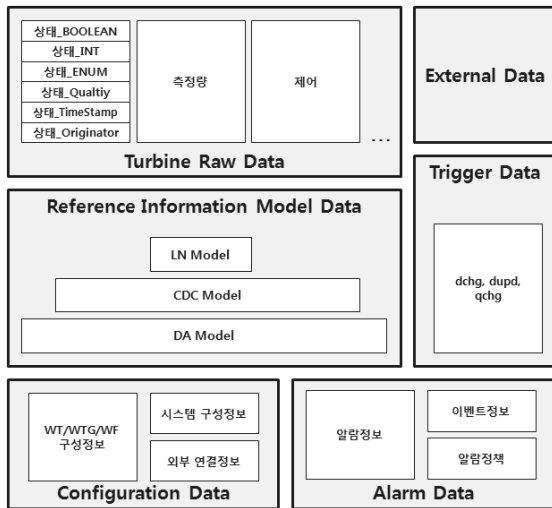 상태_BOOLEAN
상태_INT
상태_ENUM
상태_Qualtiy
상태_TimeStamp
상태_Originator
측정량
제어
...
Turbine Raw Data
External Data
Trigger Data
dchg, dupd,
qchg
Reference Information Model Data
LN Model
CDC Model
DA Model
WT/WTG/WF
구성정보
시스템 구성정보
외부 연결정보
Configuration Data
알람정보
이벤트정보
알람정책
Alarm Data